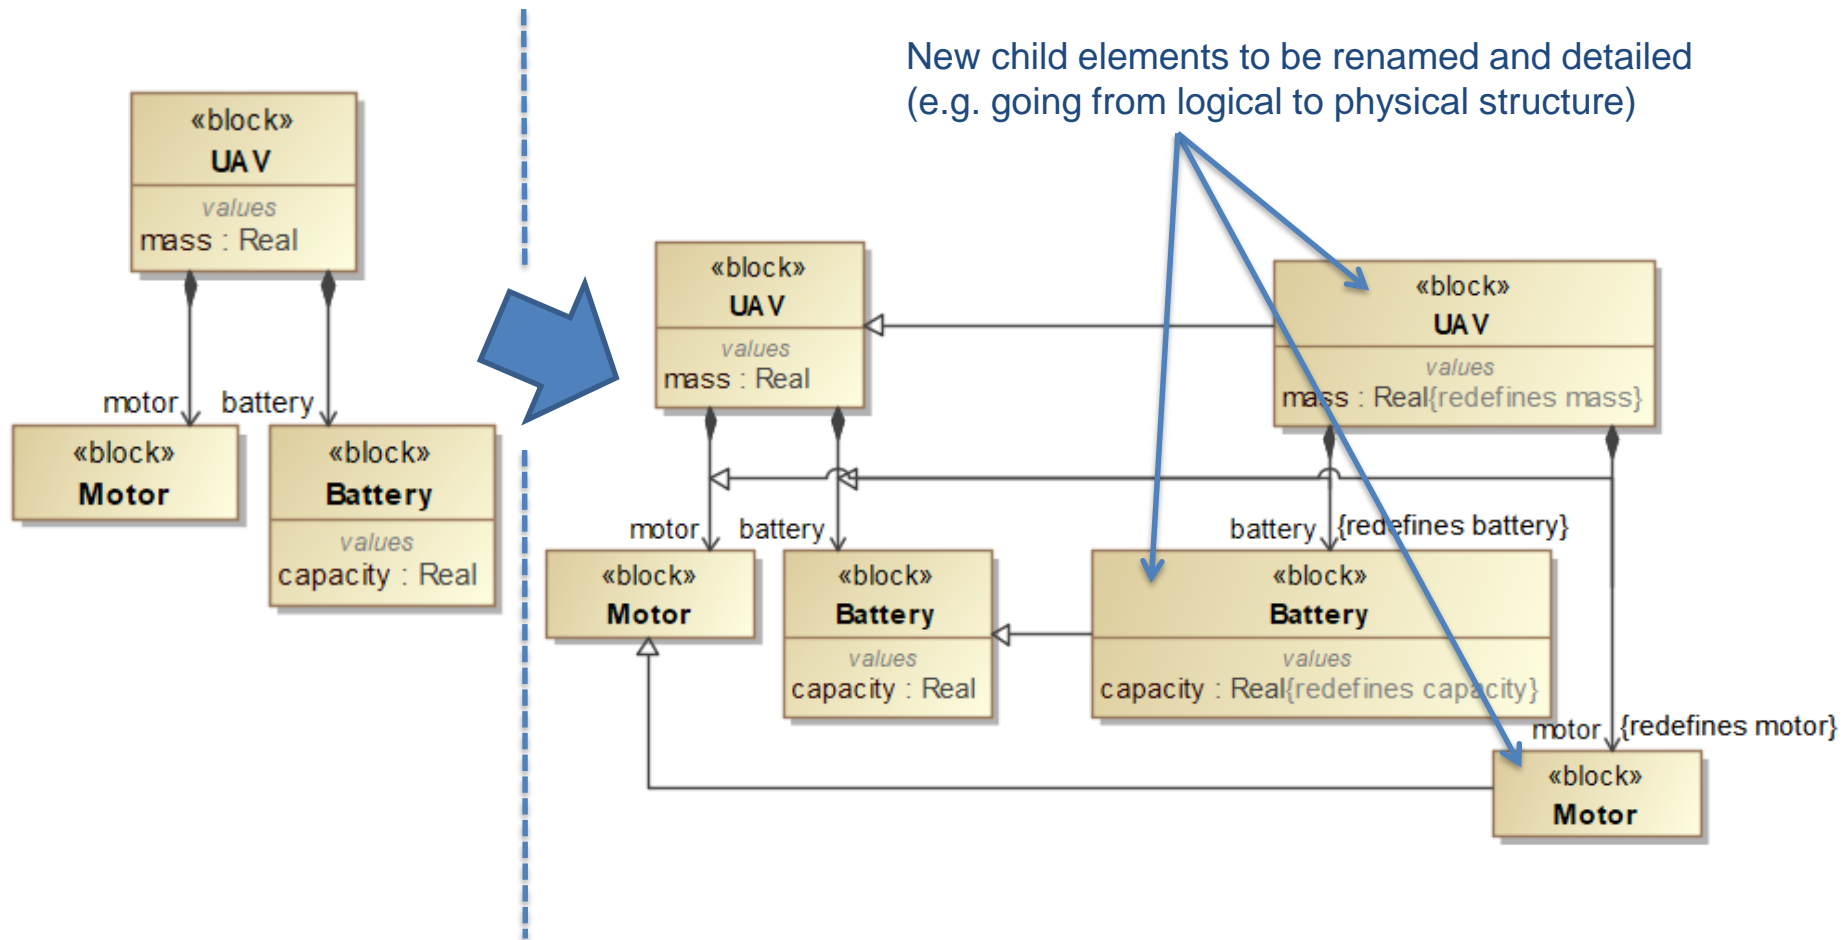 New child elements to be renamed and detailed
(e.g. going from logical to physical structure)
«block»
UAV
values
mass : Real
motor
battery
«block»
Motor
«block»
Battery
values
capacity : Real
«block»
UAV
values
mass : Real
«block»
UAV
values
mass : Real{redefines mass}
motor
battery
battery
{redefines battery}
«block»
Motor
«block»
Battery
values
capacity : Real
«block»
Battery
values
capacity : Real{redefines capacity}
motor
{redefines motor}
«block»
Motor